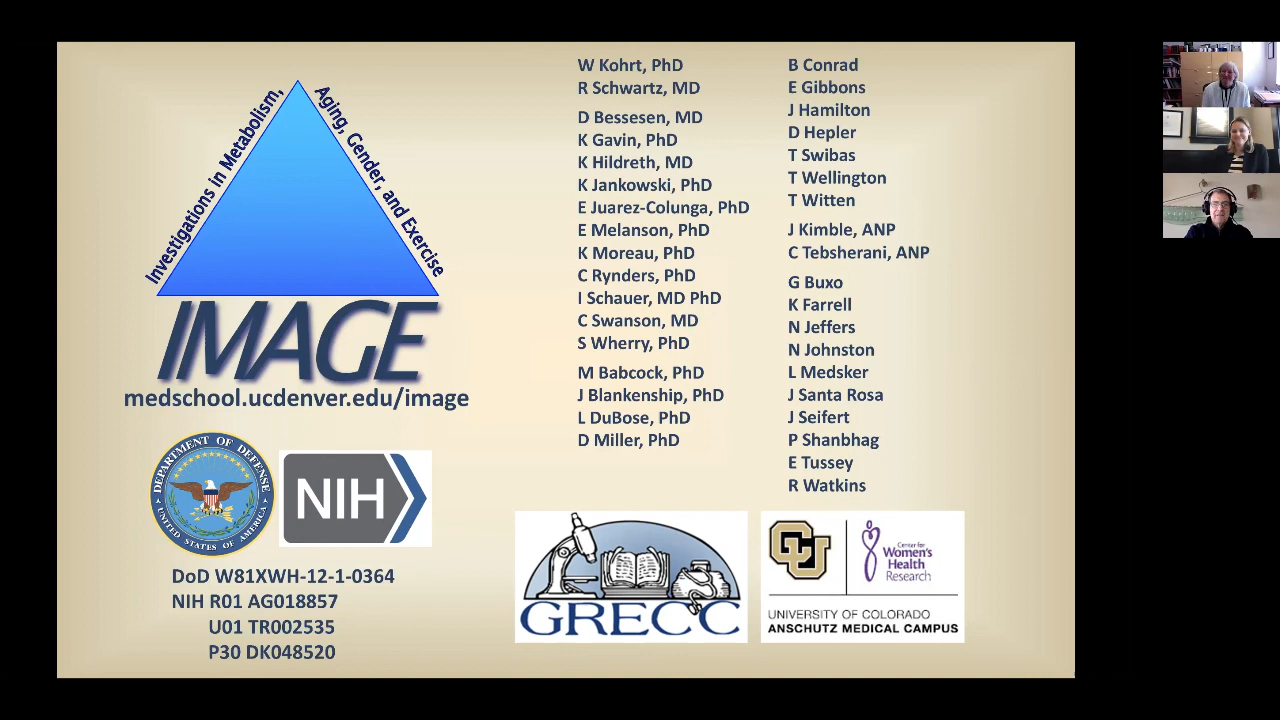 Investigations in Metabolism,
Aging, Gender, and Exercise
IMAGE
medschool.ucdenver.edu/image
DEPARTMENT OF DEFENSE
UNITED STATES OF AMERICA
NIH
DoD W81XWH-12-1-0364
NIH R01 AG018857
U01 TR002535
P30 DK048520
W Kohrt, PhD
R Schwartz, MD
D Bessesen, MD
K Gavin, PhD
K Hildreth, MD
K Jankowski, PhD
E Juarez-Colunga, PhD
E Melanson, PhD
K Moreau, PhD
C Rynders, PhD
I Schauer, MD PhD
C Swanson, MD
S Wherry, PhD
M Babcock, PhD
J Blankenship, PhD
L DuBose, PhD
D Miller, PhD
B Conrad
E Gibbons
J Hamilton
D Hepler
T Swibas
T Wellington
T Witten
J Kimble, ANP
C Tebsherani, ANP
G Buxo
K Farrell
N Jeffers
N Johnston
L Medsker
J Santa Rosa
J Seifert
P Shanbhag
E Tussey
R Watkins
GRECC
CU
Center for
Women's
Health
Research
UNIVERSITY OF COLORADO
ANSCHUTZ MEDICAL CAMPUS